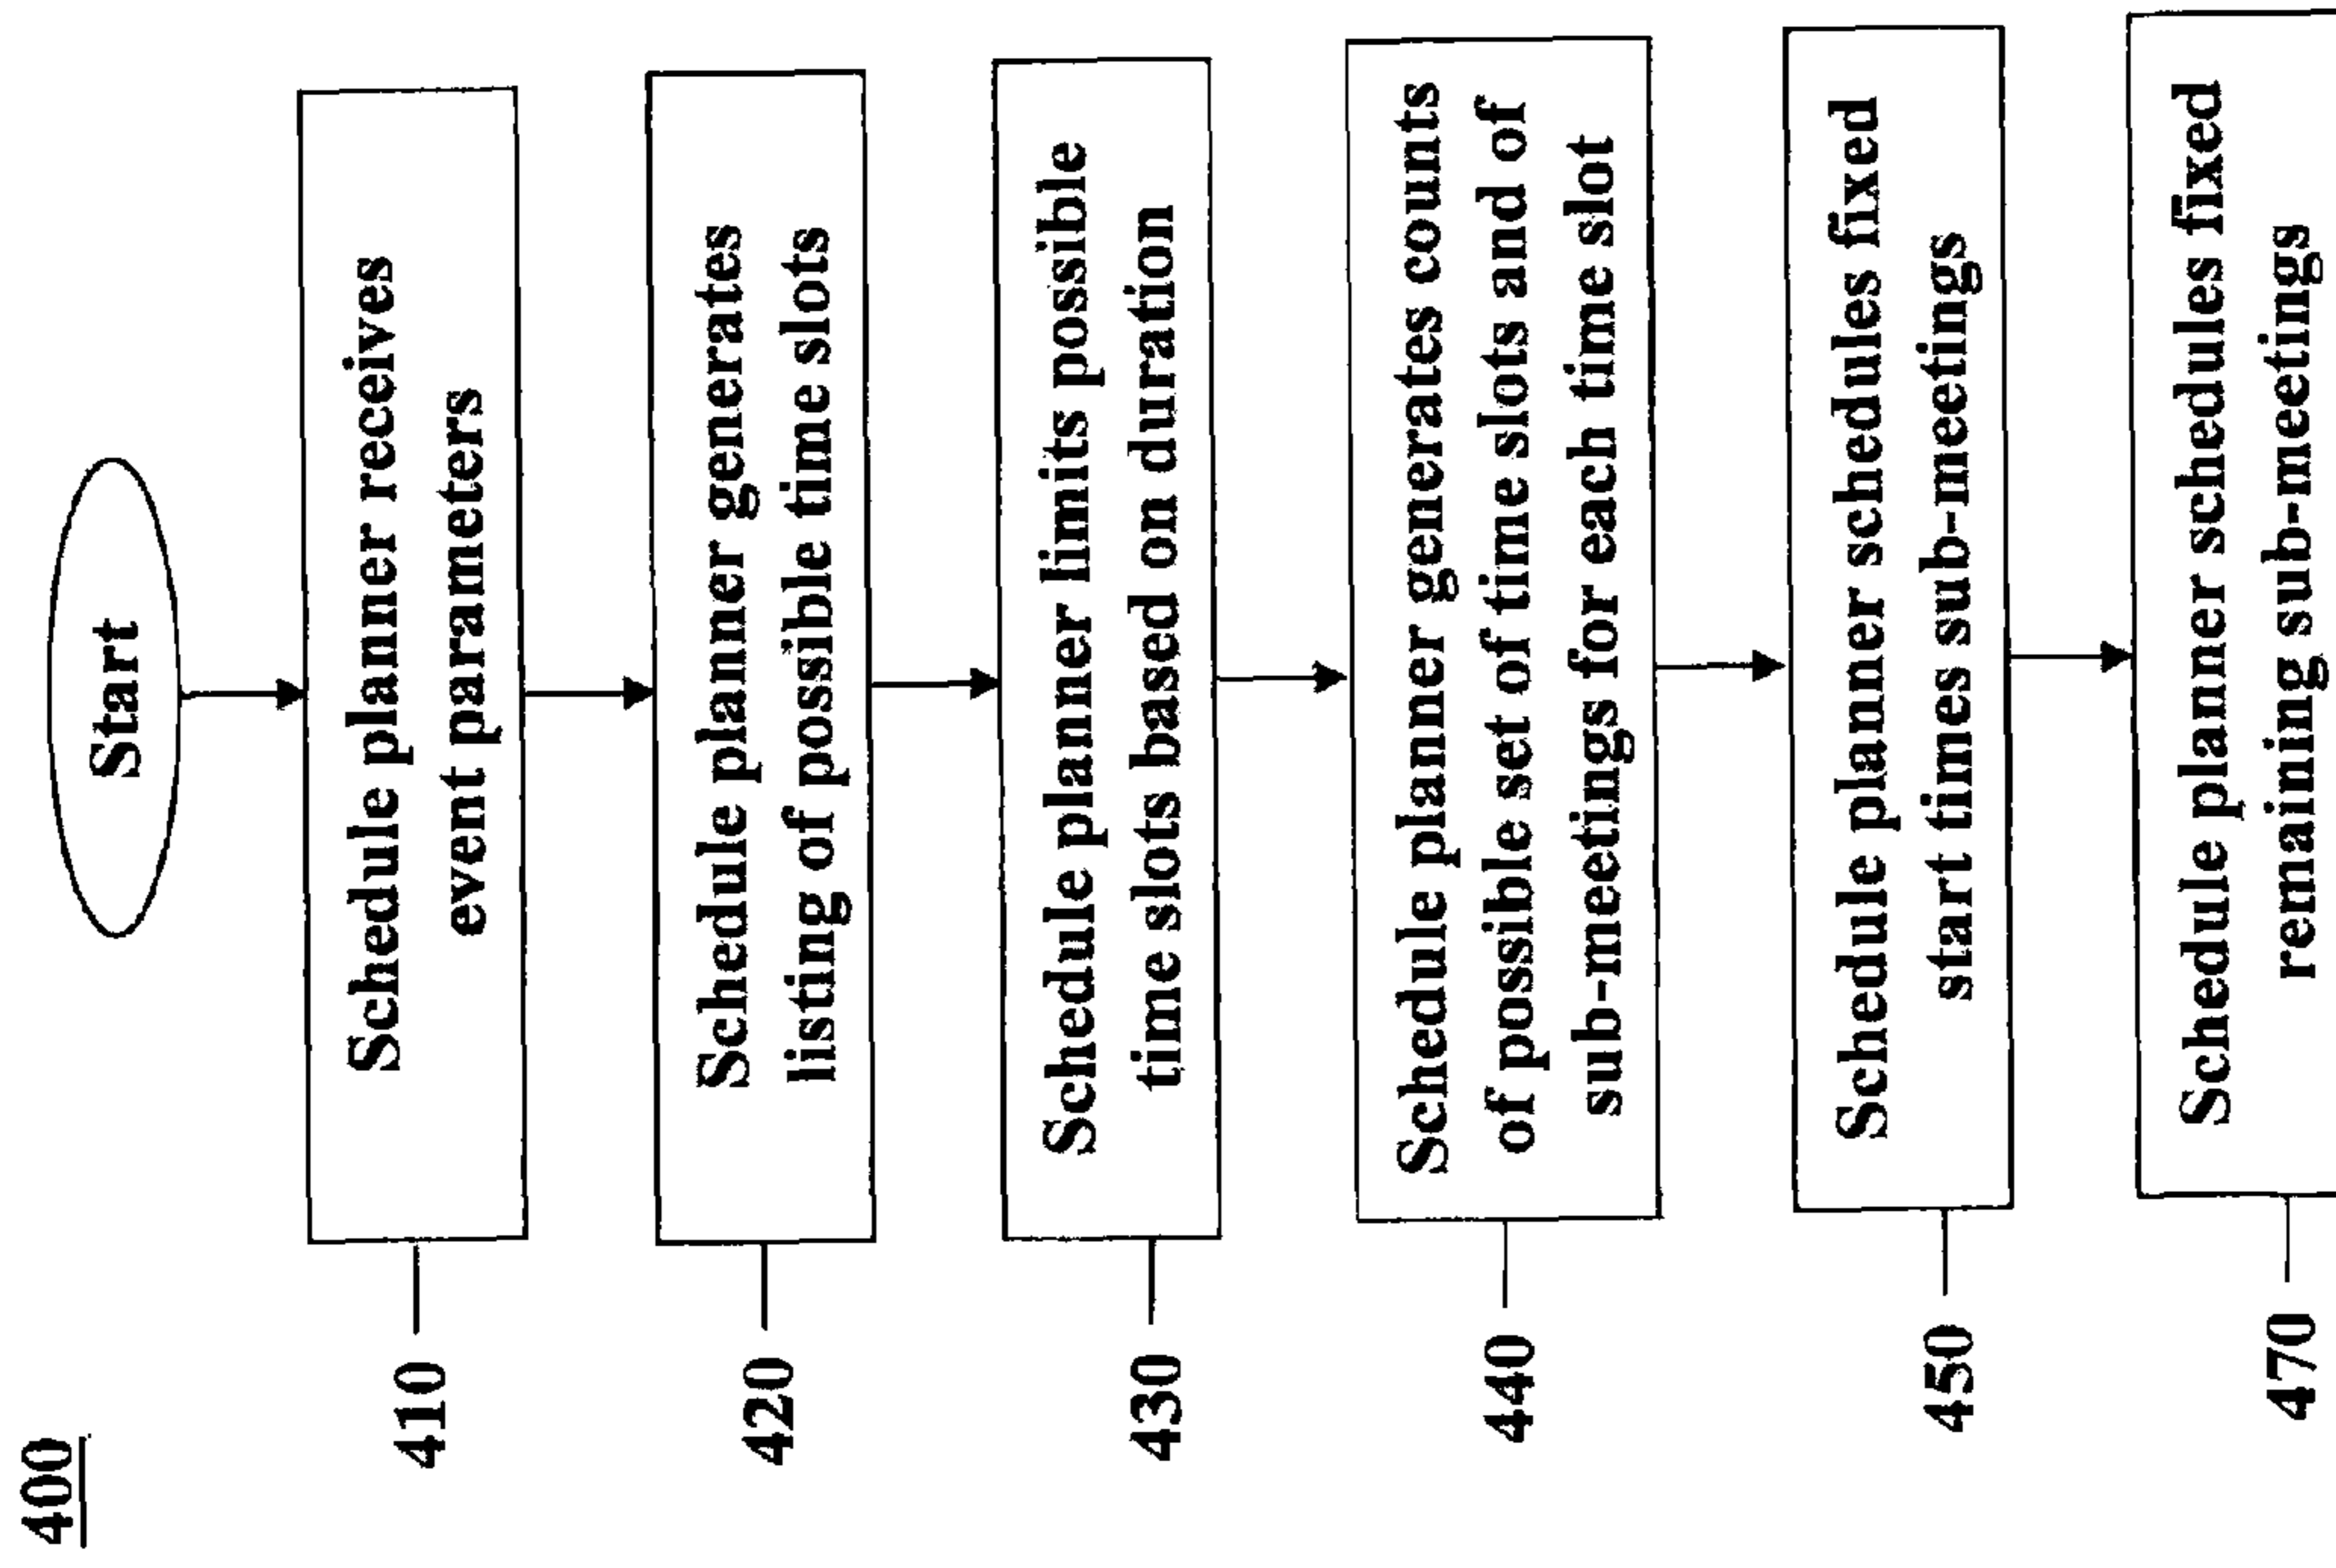 400
Start
410
Schedule planner receives
event parameters
420
Schedule planner generates
listing of possible time slots
430
Schedule planner limits possible
time slots based on duration
440
Schedule planner generates counts
of possible set of time slots and of
sub-meetings for each time slot
450
Schedule planner schedules fixed
start times sub-meetings
470
Schedule planner schedules fixed
remaining sub-meetings